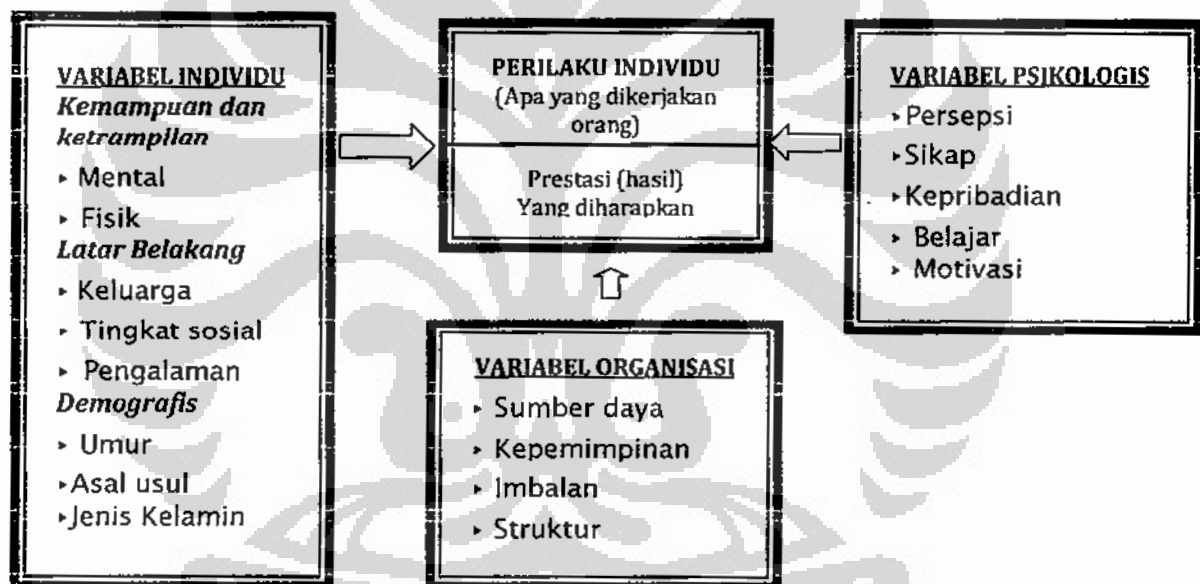 VARIABEL INDIVIDU
Kemampuan dan
ketrampilan
▸ Mental
▸ Fisik
Latar Belakang
▸ Keluarga
▸ Tingkat sosial
▸ Pengalaman
Demografis
▸ Umur
▸ Asal usul
▸ Jenis Kelamin
PERILAKU INDIVIDU
(Apa yang dikerjakan
orang)
Prestasi (hasil)
Yang diharapkan
VARIABEL ORGANISASI
▸ Sumber daya
▸ Kepemimpinan
▸ Imbalan
▸ Struktur
VARIABEL PSIKOLOGIS
▸ Persepsi
▸ Sikap
▸ Kepribadian
▸ Belajar
▸ Motivasi